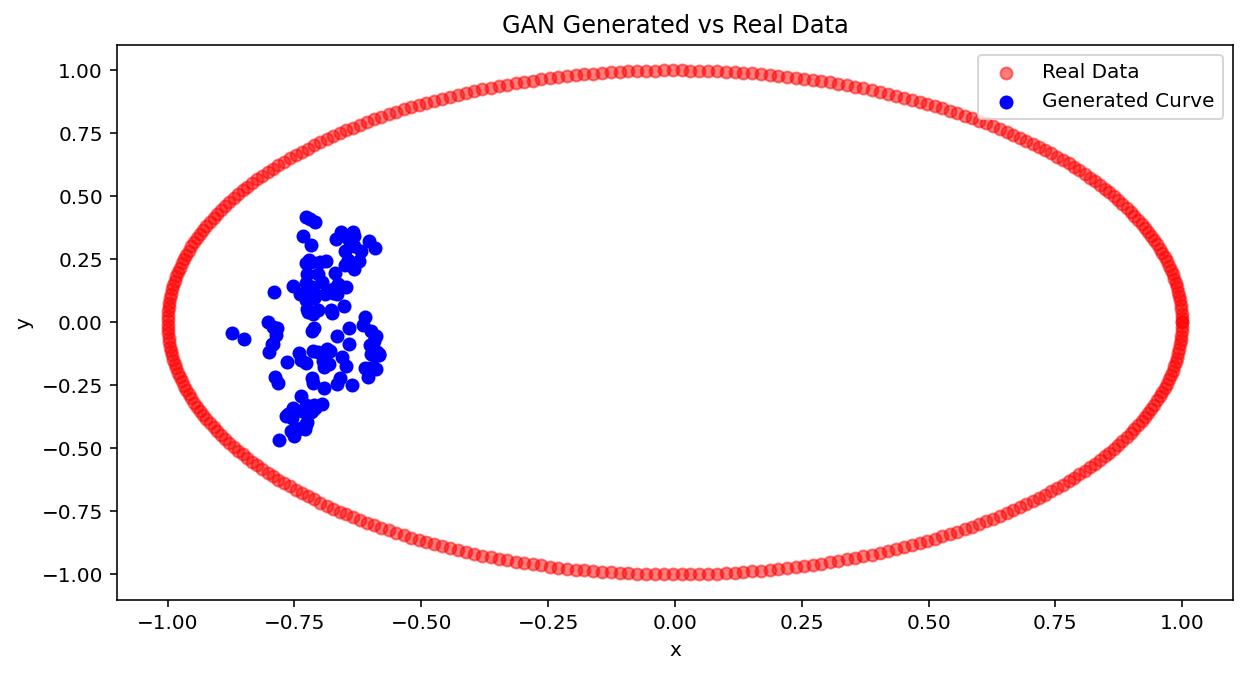 GAN Generated vs Real Data
Real Data
Generated Curve
1.00
0.75
0.50
0.25
0.00
−0.25
−0.50
−0.75
−1.00
y
−1.00 −0.75 −0.50 −0.25 0.00 0.25 0.50 0.75 1.00
x